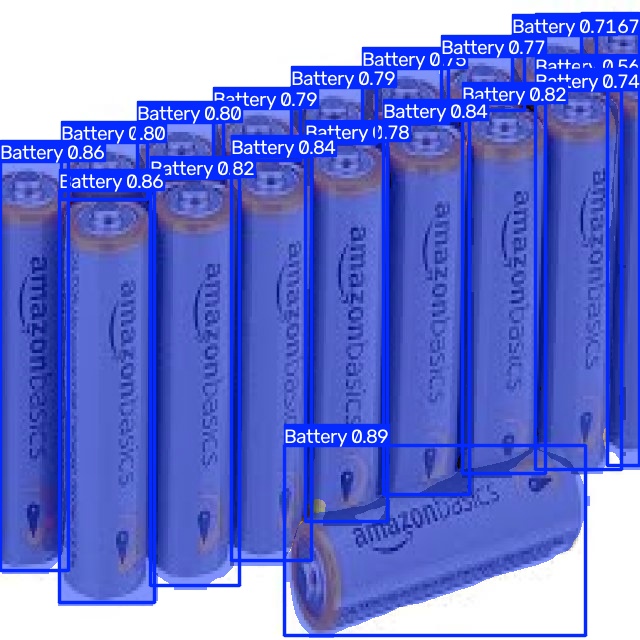 Battery 0.7167
Battery 0.77
Battery 0.75
Battery 0.56
Battery 0.79
Battery 0.74
Battery 0.79
Battery 0.82
Battery 0.80
Battery 0.84
Battery 0.80
Battery 0.78
Battery 0.84
Battery 0.86
Battery 0.82
Battery 0.86
amazonbasics
amazonbasics
amazonbasics
amazonbasics
amazonbasics
amazonbasics
amazonbasics
amazonbasics
Battery 0.89
amazonbasics